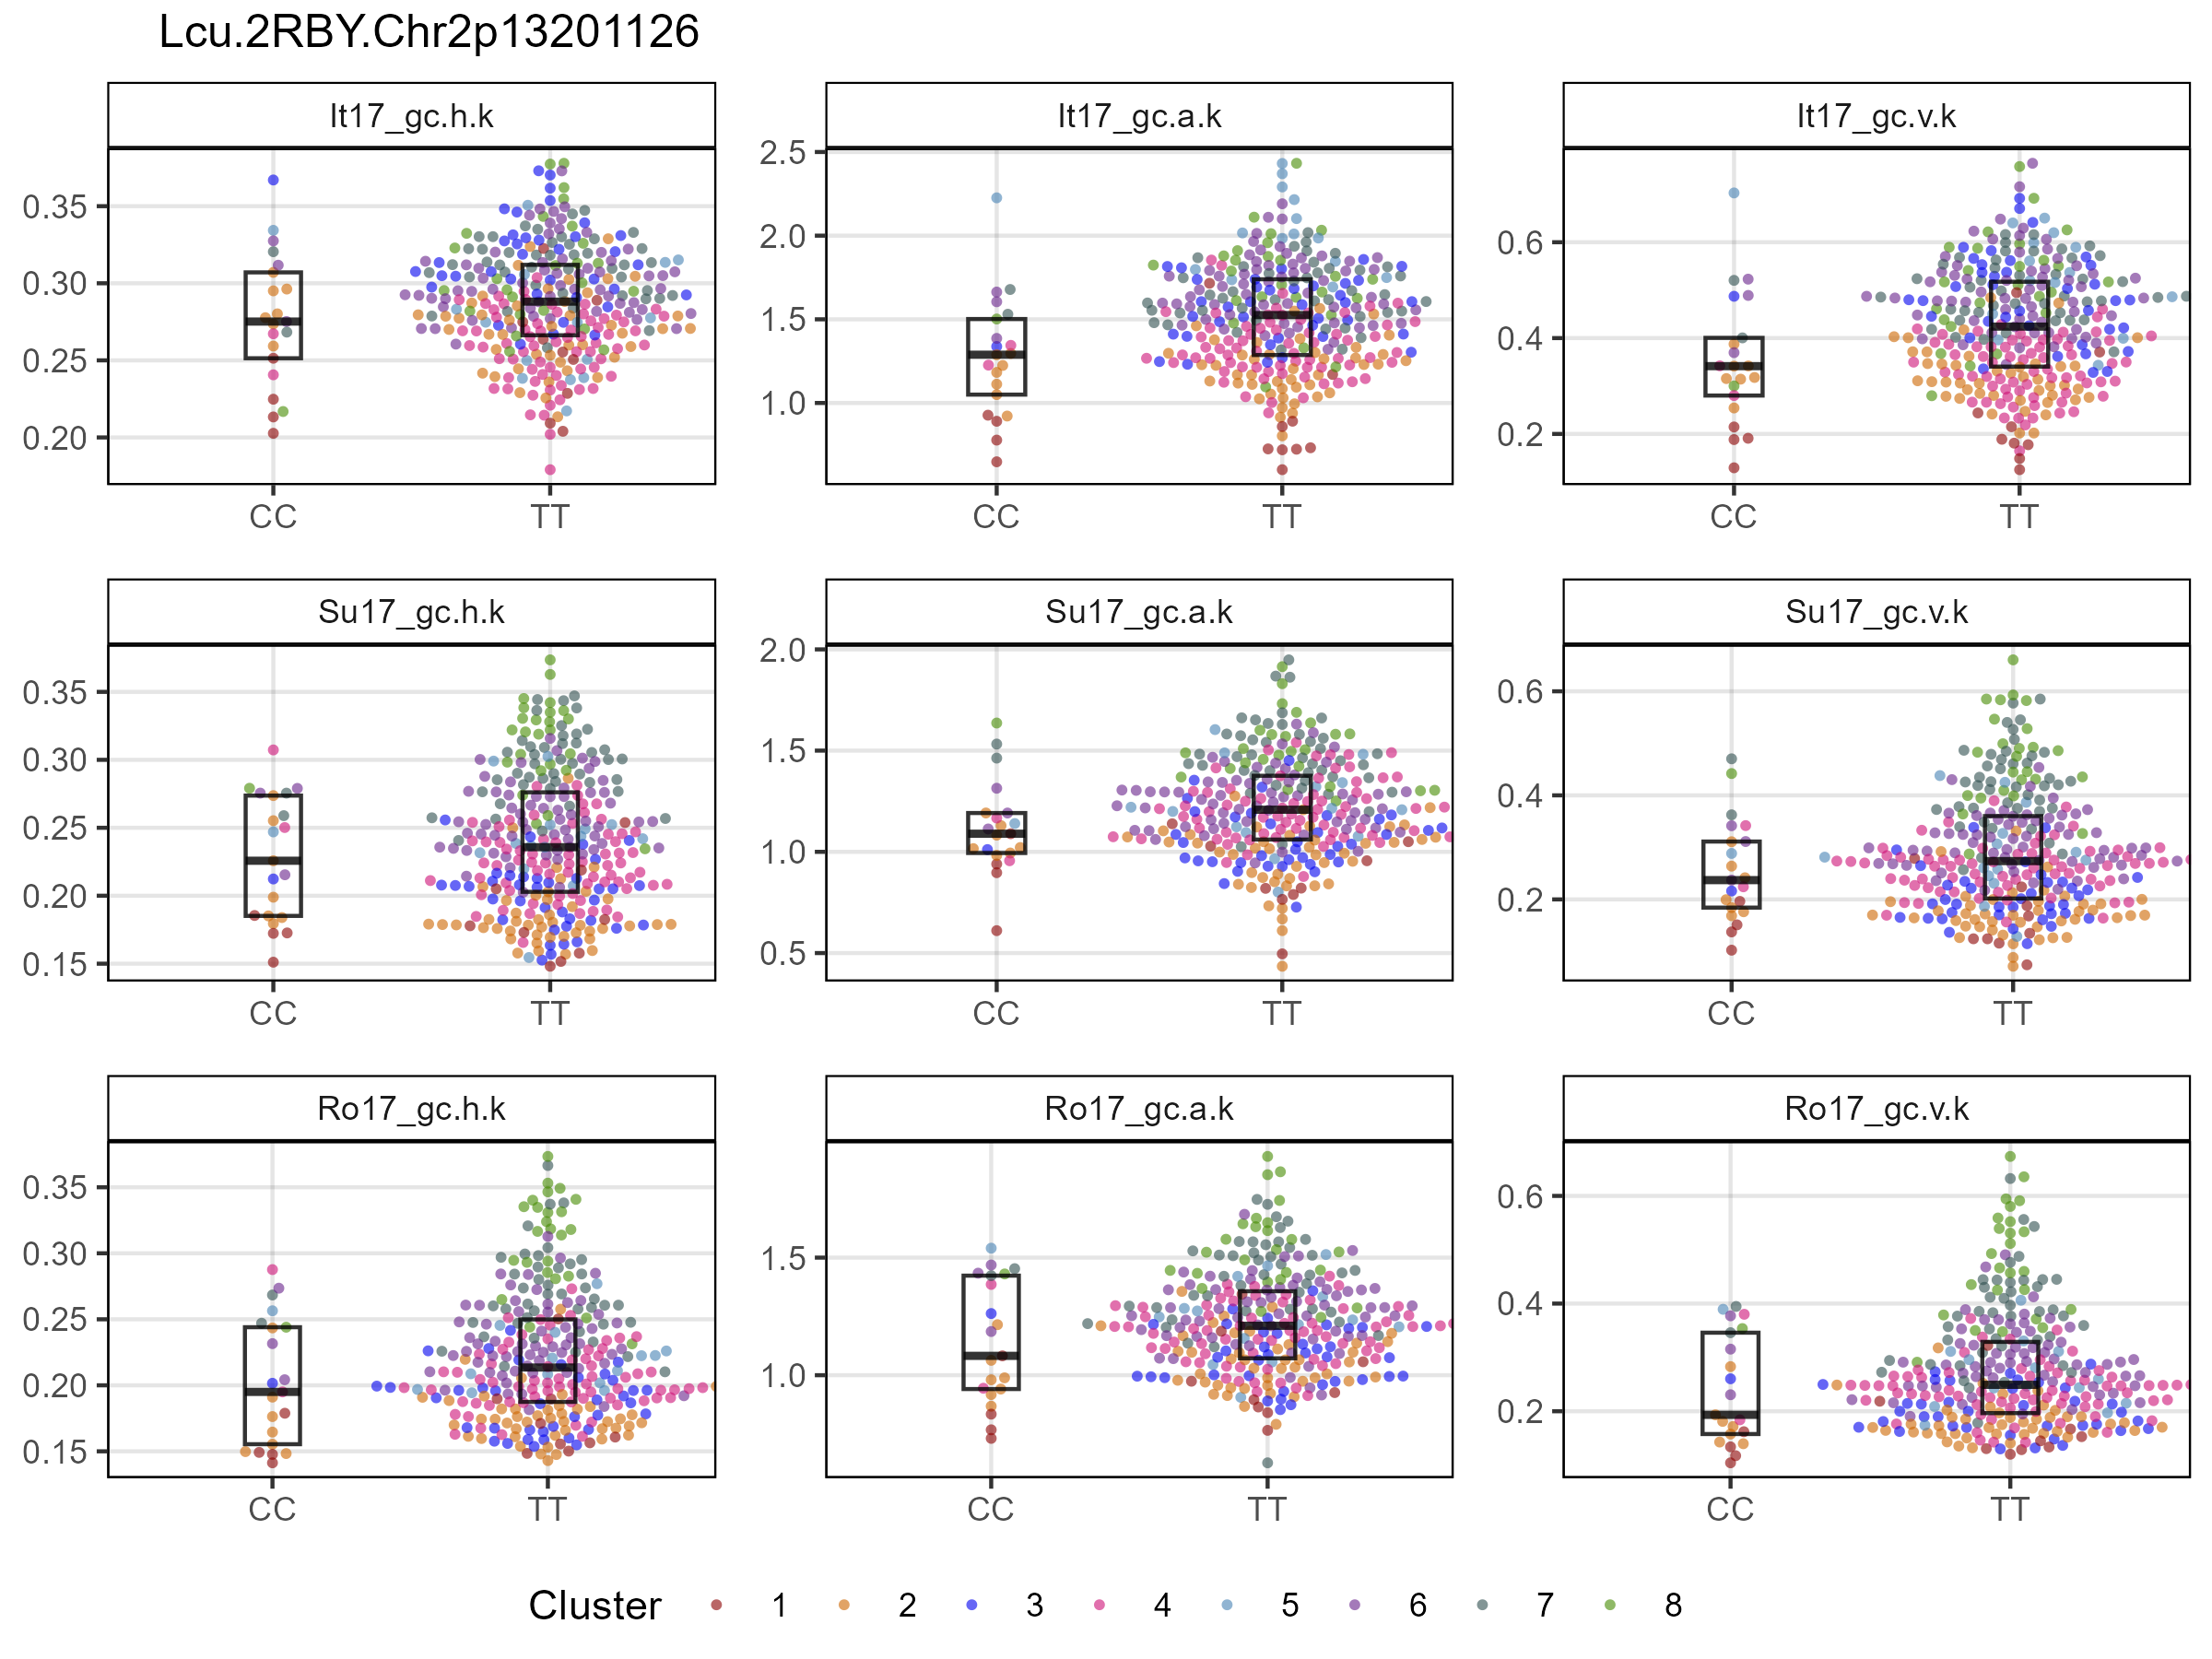 Lcu.2RBY.Chr2p13201126
It17_gc.h.k
It17_gc.a.k
It17_gc.v.k
0.35
0.30
0.25
0.20
2.5
2.0
1.5
1.0
0.6
0.4
0.2
CC
TT
CC
TT
CC
TT
Su17_gc.h.k
Su17_gc.a.k
Su17_gc.v.k
0.35
0.30
0.25
0.20
0.15
2.0
1.5
1.0
0.5
0.6
0.4
0.2
CC
TT
CC
TT
CC
TT
Ro17_gc.h.k
Ro17_gc.a.k
Ro17_gc.v.k
0.35
0.30
0.25
0.20
0.15
1.5
1.0
0.6
0.4
0.2
CC
TT
CC
TT
CC
TT
Cluster 1 2 3 4 5 6 7 8